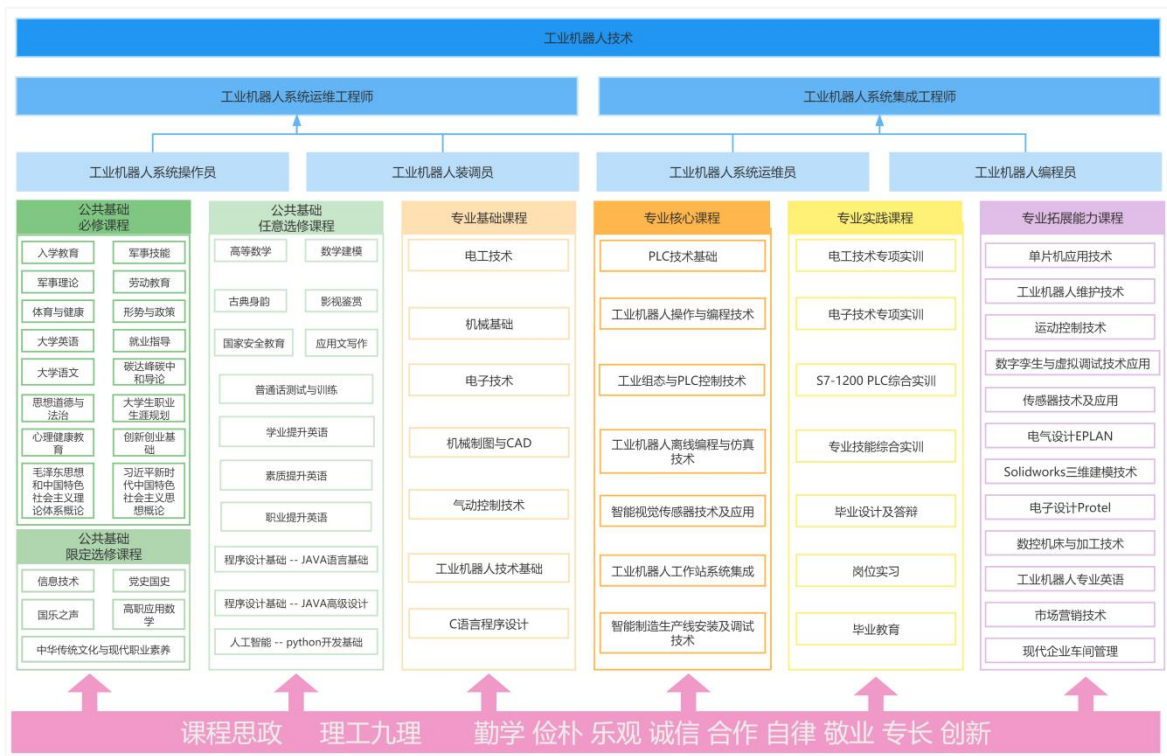 工业机器人技术
工业机器人系统运维工程师
工业机器人系统集成工程师
工业机器人系统操作员
工业机器人装调员
工业机器人系统运维员
工业机器人编程员
公共基础
必修课程
入学教育
军事技能
军事理论
劳动教育
体育与健康
形势与政策
大学英语
就业指导
大学语文
碳达峰碳中
和导论
思想道德与
法治
大学生职业
生涯规划
心理健康教
育
创新创业基
础
毛泽东思想
和中国特色
社会主义理
论体系概论
习近平新时
代中国特色
社会主义思
想概论
公共基础
限定选修课程
信息技术
党史国史
国乐之声
高职应用数
学
中华传统文化与现代职业素养
公共基础
任意选修课程
高等数学
数学建模
古典身韵
影视鉴赏
国家安全教育
应用文写作
普通话测试与训练
学业提升英语
素质提升英语
职业提升英语
程序设计基础 -- JAVA语言基础
程序设计基础 -- JAVA高级设计
人工智能 -- python开发基础
专业基础课程
电工技术
机械基础
电子技术
机械制图与CAD
气动控制技术
工业机器人技术基础
C语言程序设计
专业核心课程
PLC技术基础
工业机器人操作与编程技术
工业组态与PLC控制技术
工业机器人离线编程与仿真
技术
智能视觉传感器技术及应用
工业机器人工作站系统集成
智能制造生产线安装及调试
技术
专业实践课程
电工技术专项实训
电子技术专项实训
S7-1200 PLC综合实训
专业技能综合实训
毕业设计及答辩
岗位实习
毕业教育
专业拓展能力课程
单片机应用技术
工业机器人维护技术
运动控制技术
数字孪生与虚拟调试技术应用
传感器技术及应用
电气设计EPLAN
Solidworks三维建模技术
电子设计Protel
数控机床与加工技术
工业机器人专业英语
市场营销技术
现代企业车间管理
课程思政 理工九理 勤学 俭朴 乐观 诚信 合作 自律 敬业 专长 创新